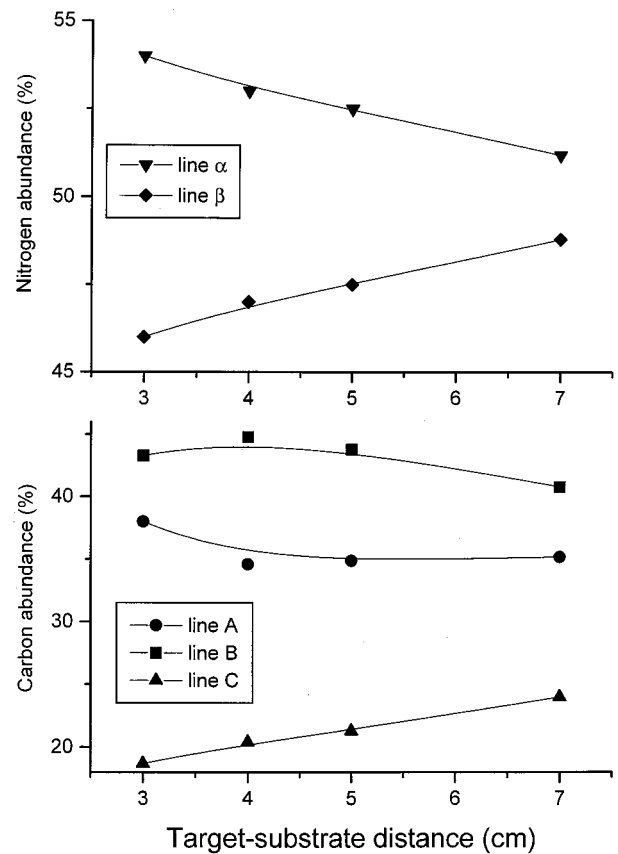 55
50
45
Nitrogen abundance (%)
line α
line β
3 4 5 6 7
40
30
20
Carbon abundance (%)
line A
line B
line C
3 4 5 6 7
Target-substrate distance (cm)